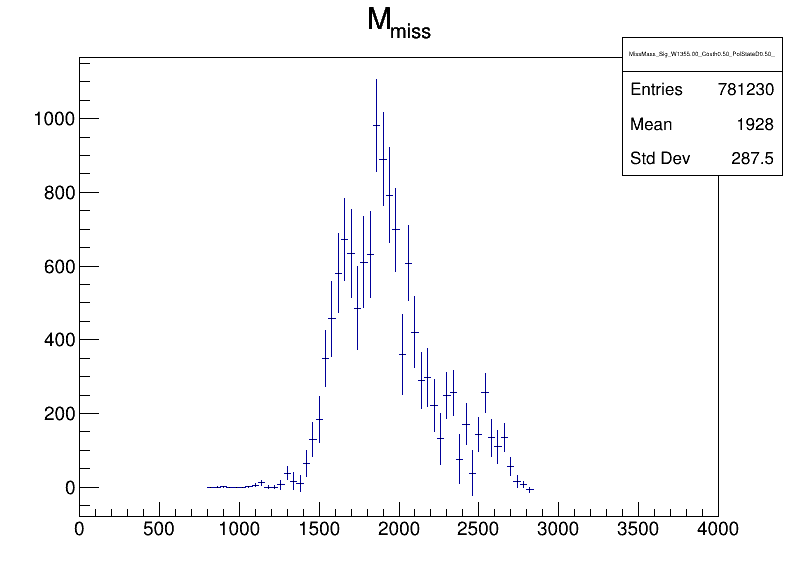 M_miss
MissMass_Sig_W1355.00_Costh0.50_PolStateD0.50_
Entries 781230
Mean 1928
Std Dev 287.5
1000
800
600
400
200
0
0 500 1000 1500 2000 2500 3000 3500 4000